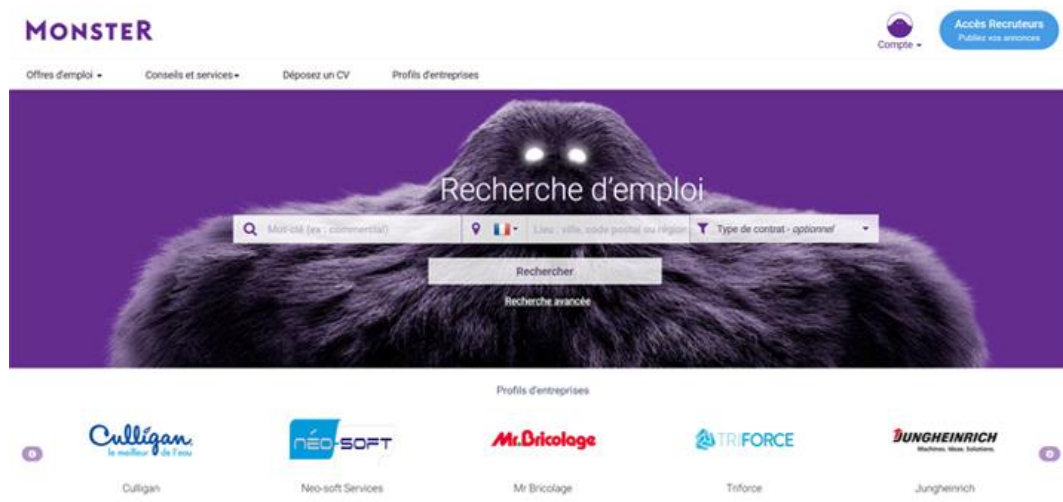 MONSTER
Compte
Accès Recruteurs
Publiez vos annonces
Offres d'emploi
Conseils et services
Déposez un CV
Profils d'entreprises
Recherche d'emploi
Mot-clé (ex : commercial)
Lieu : ville, code postal ou région
Type de contrat - optionnel
Rechercher
Recherche avancée
Profils d'entreprises
Culligan
le meilleur de l'eau
néo-SOFT
Mr.Bricolage
TRIFORCE
JUNGHEINRICH
Machines. Ideas. Solutions.
Culligan
Neo-soft Services
Mr Bricolage
Triforce
Jungheinrich